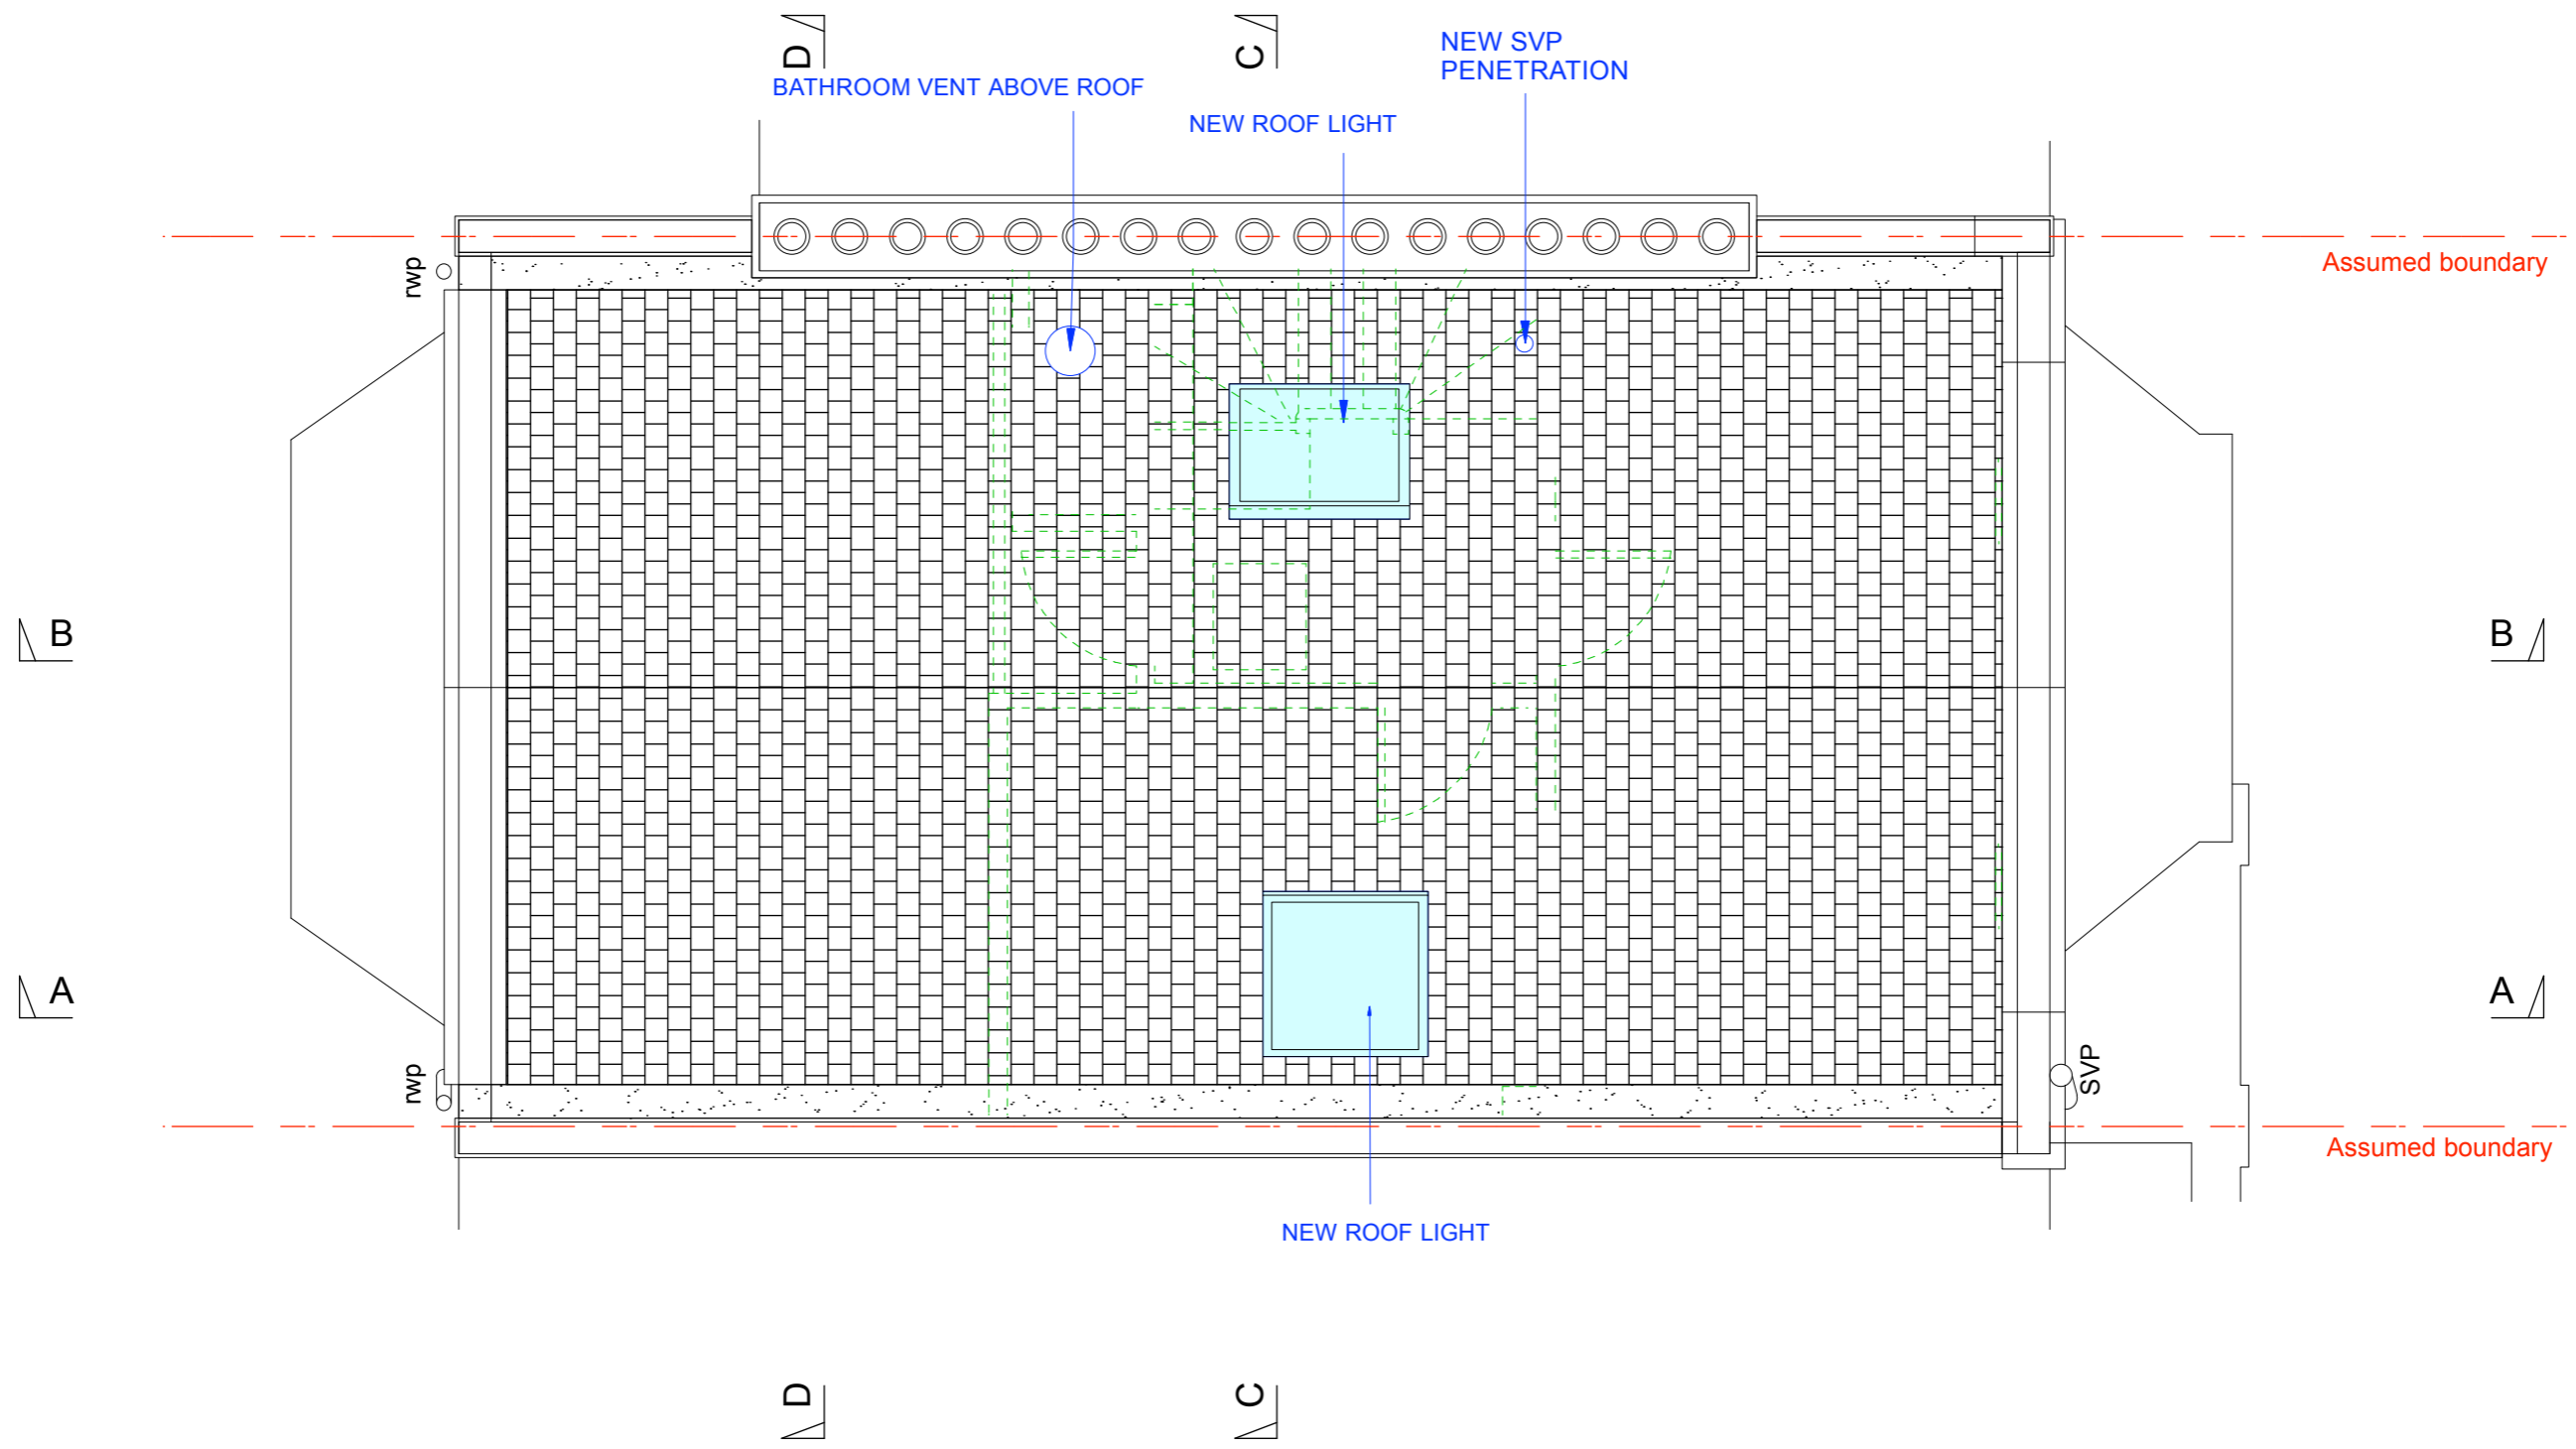 D
C
NEW SVP
PENETRATION
BATHROOM VENT ABOVE ROOF
NEW ROOF LIGHT
Assumed boundary
rwp
B
B
A
A
rwp
SVP
Assumed boundary
NEW ROOF LIGHT
D
C